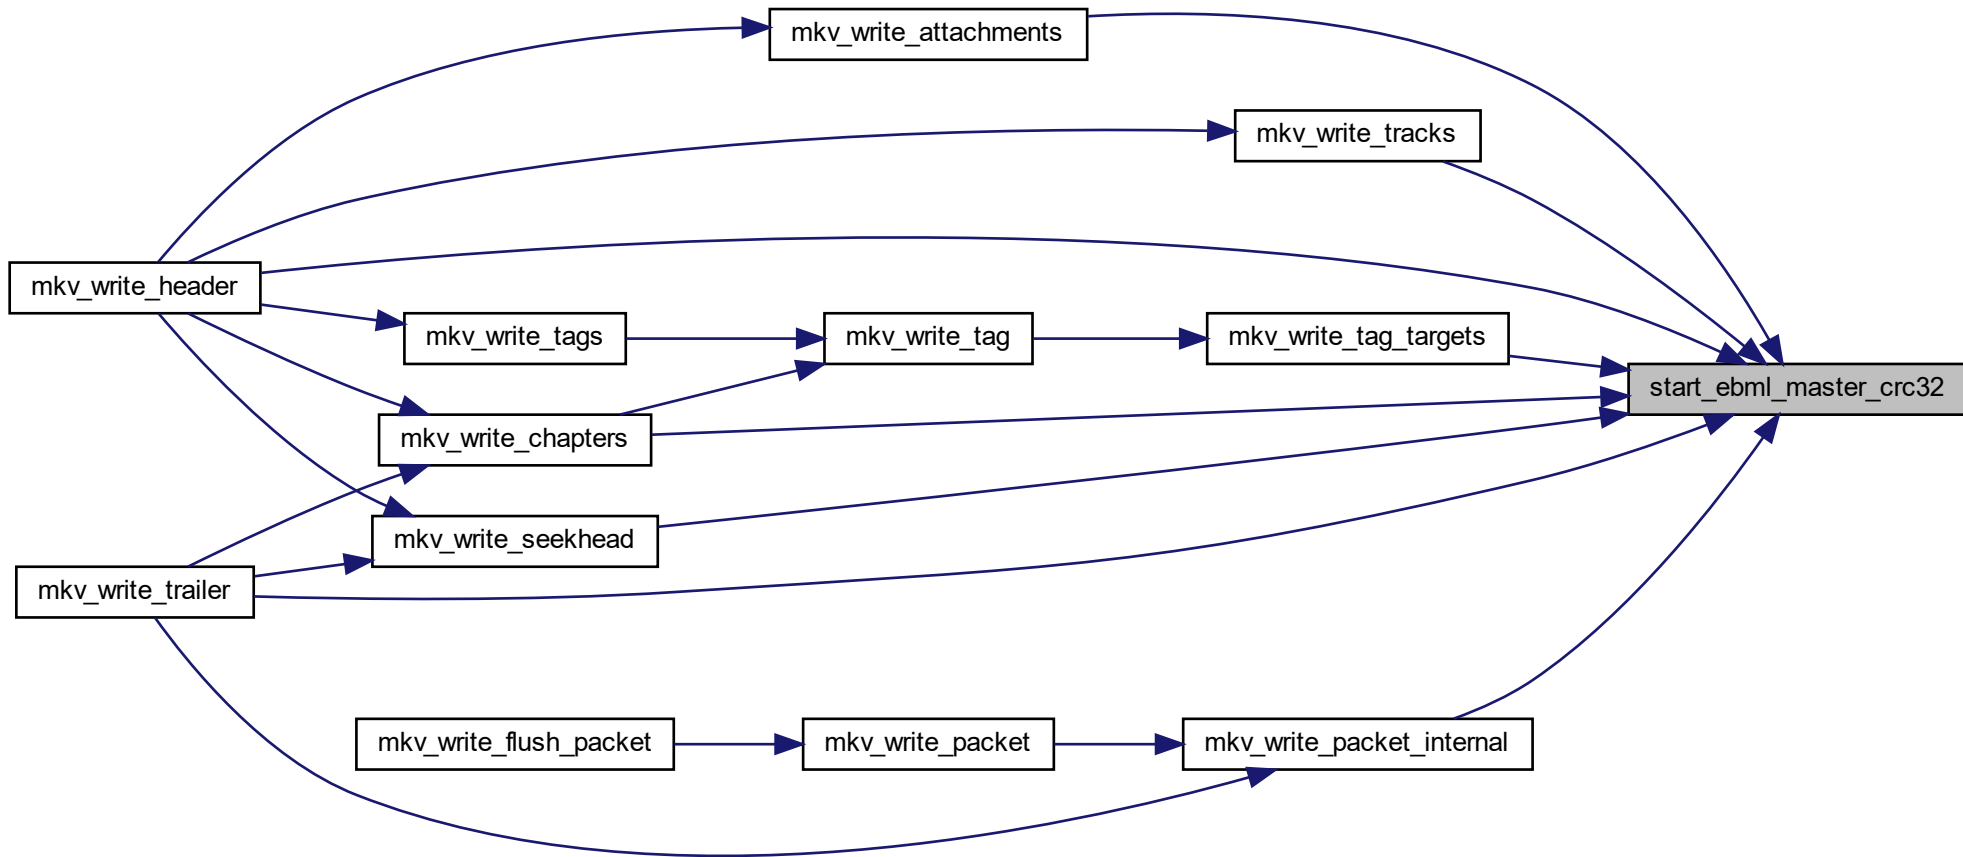 mkv_write_attachments
mkv_write_tracks
mkv_write_header
mkv_write_tags
mkv_write_tag
mkv_write_tag_targets
start_ebml_master_crc32
mkv_write_chapters
mkv_write_seekhead
mkv_write_trailer
mkv_write_flush_packet
mkv_write_packet
mkv_write_packet_internal